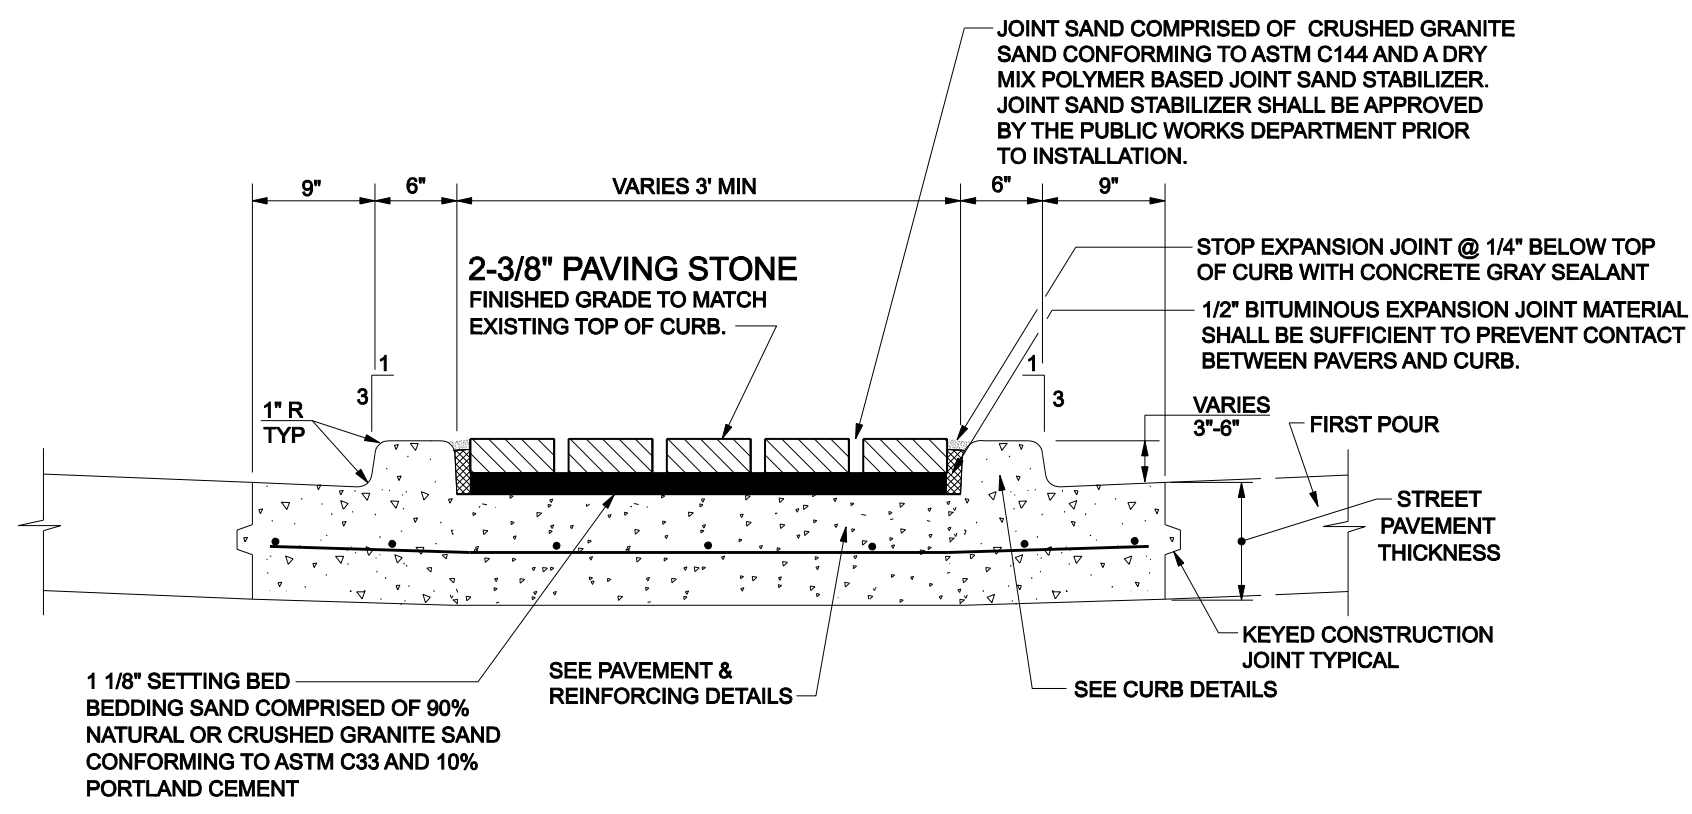 JOINT SAND COMPRISED OF CRUSHED GRANITE
SAND CONFORMING TO ASTM C144 AND A DRY
MIX POLYMER BASED JOINT SAND STABILIZER.
JOINT SAND STABILIZER SHALL BE APPROVED
BY THE PUBLIC WORKS DEPARTMENT PRIOR
TO INSTALLATION.
9"
6"
VARIES 3' MIN
6"
9"
STOP EXPANSION JOINT @ 1/4" BELOW TOP
OF CURB WITH CONCRETE GRAY SEALANT
2-3/8" PAVING STONE
FINISHED GRADE TO MATCH
EXISTING TOP OF CURB.
1/2" BITUMINOUS EXPANSION JOINT MATERIAL
SHALL BE SUFFICIENT TO PREVENT CONTACT
BETWEEN PAVERS AND CURB.
1
3
1
3
1" R
TYP
VARIES
3"-6"
FIRST POUR
STREET
PAVEMENT
THICKNESS
KEYED CONSTRUCTION
JOINT TYPICAL
SEE CURB DETAILS
SEE PAVEMENT &
REINFORCING DETAILS
1 1/8" SETTING BED
BEDDING SAND COMPRISED OF 90%
NATURAL OR CRUSHED GRANITE SAND
CONFORMING TO ASTM C33 AND 10%
PORTLAND CEMENT